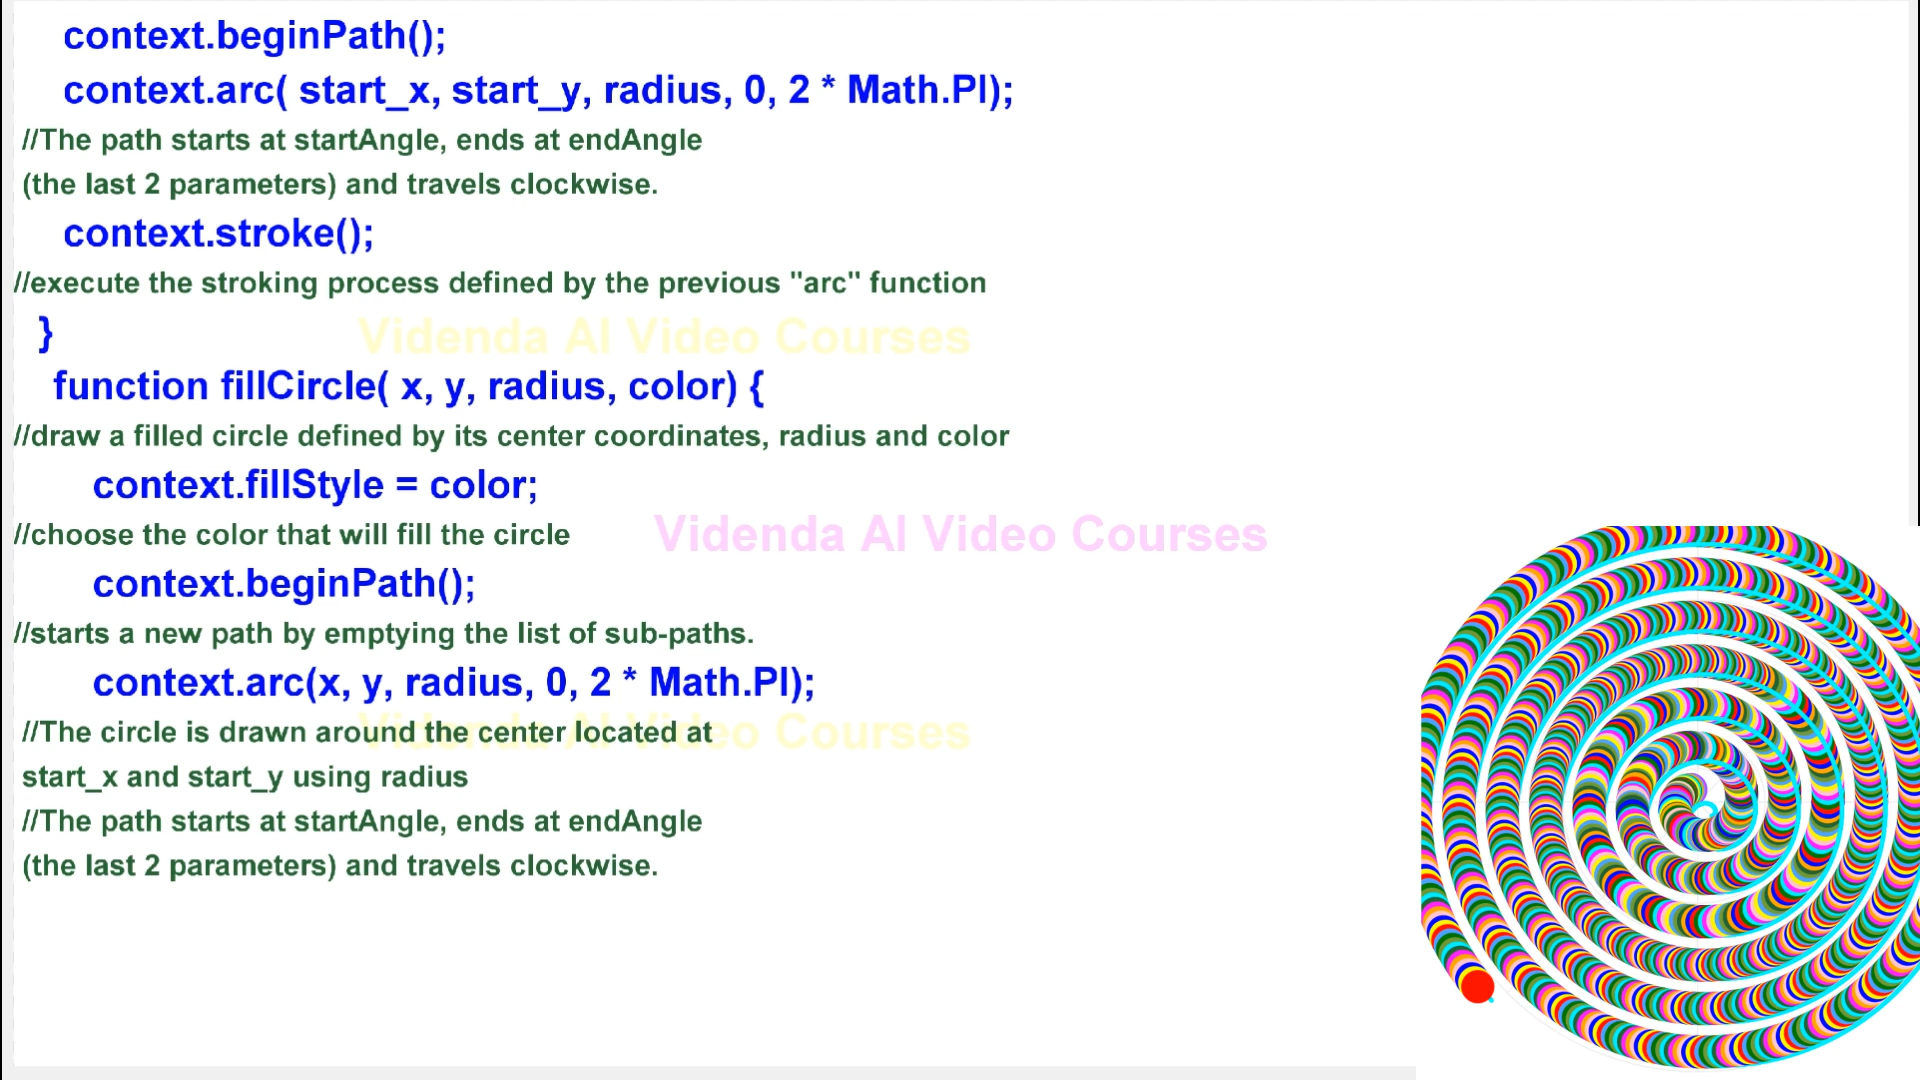 context.beginPath();
context.arc( start_x, start_y, radius, 0, 2 * Math.PI);
//The path starts at startAngle, ends at endAngle
(the last 2 parameters) and travels clockwise.
context.stroke();
//execute the stroking process defined by the previous "arc" function
}
Videnda AI Video Courses
function fillCircle( x, y, radius, color) {
//draw a filled circle defined by its center coordinates, radius and color
context.fillStyle = color;
//choose the color that will fill the circle
Videnda AI Video Courses
context.beginPath();
//starts a new path by emptying the list of sub-paths.
context.arc(x, y, radius, 0, 2 * Math.PI);
//The circle is drawn around the center located at
Videnda AI Video Courses
start_x and start_y using radius
//The path starts at startAngle, ends at endAngle
(the last 2 parameters) and travels clockwise.